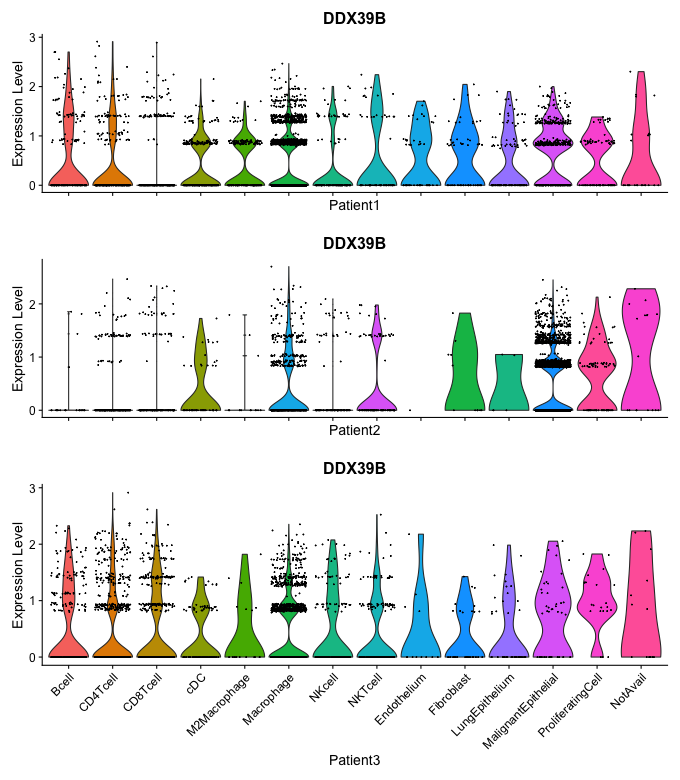 DDX39B
Expression Level
3
2
1
0
Patient1
DDX39B
Expression Level
2
1
0
Patient2
DDX39B
Expression Level
3
2
1
0
Bcell
CD4Tcell
CD8Tcell
cDC
M2Macrophage
Macrophage
NKcell
NKTcell
Endothelium
Fibroblast
LungEpithelium
MalignantEpithelial
ProliferatingCell
NotAvail
Patient3